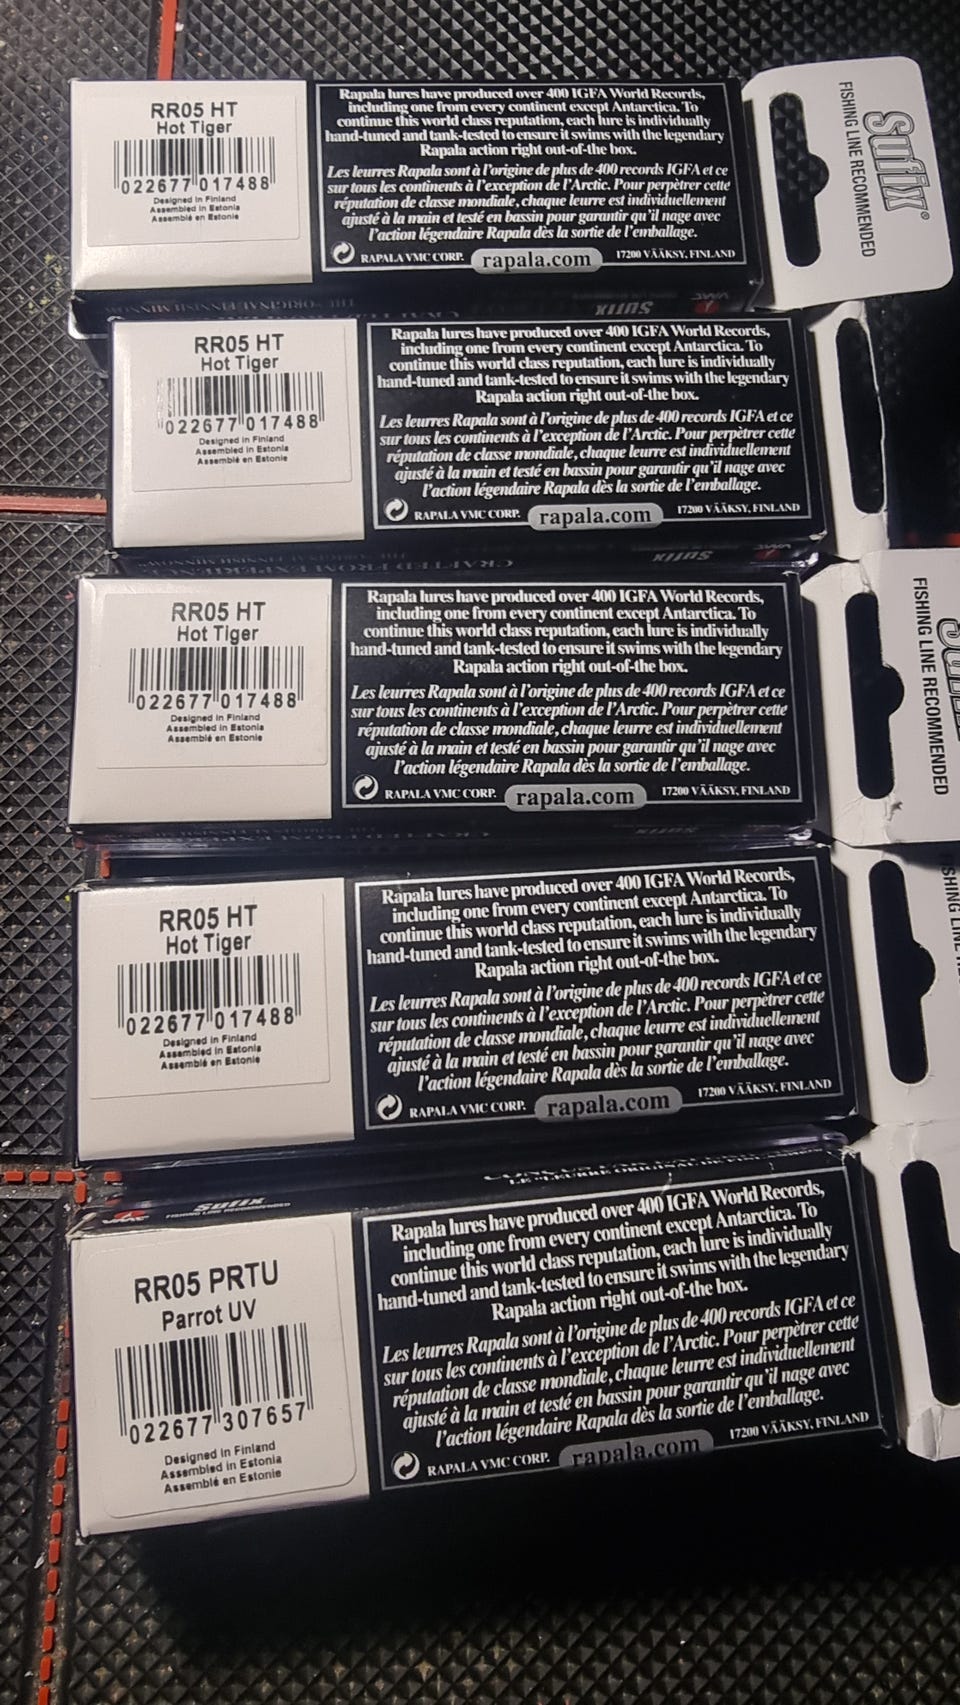 RR05 HT
Hot Tiger
022677 017488
Designed in Finland
Assembled in Estonia
Assemblé en Estonie
Rapala lures have produced over 400 IGFA World Records,
including one from every continent except Antarctica. To
continue this world class reputation, each lure is individually
hand-tuned and tank-tested to ensure it swims with the legendary
Rapala action right out-of-the box.
Les leurres Rapala sont à l'origine de plus de 400 records IGFA et ce
sur tous les continents à l'exception de l'Arctic. Pour perpètrer cette
réputation de classe mondiale, chaque leurre est individuellement
ajusté à la main et testé en bassin pour garantir qu'il nage avec
l'action légendaire Rapala dès la sortie de l'emballage.
RAPALA VMC CORP. rapala.com 17200 VÄÄKSY, FINLAND
Sufix®
FISHING LINE RECOMMENDED
THE "ORIGINAL FINNISH MINNOW"
Sufix
VMC
RR05 HT
Hot Tiger
022677 017488
Designed in Finland
Assembled in Estonia
Assemblé en Estonie
Rapala lures have produced over 400 IGFA World Records,
including one from every continent except Antarctica. To
continue this world class reputation, each lure is individually
hand-tuned and tank-tested to ensure it swims with the legendary
Rapala action right out-of-the box.
Les leurres Rapala sont à l'origine de plus de 400 records IGFA et ce
sur tous les continents à l'exception de l'Arctic. Pour perpètrer cette
réputation de classe mondiale, chaque leurre est individuellement
ajusté à la main et testé en bassin pour garantir qu'il nage avec
l'action légendaire Rapala dès la sortie de l'emballage.
RAPALA VMC CORP. rapala.com 17200 VÄÄKSY, FINLAND
CRAFTED FROM EXPERIENCE
Sufix
RR05 HT
Hot Tiger
022677 017488
Designed in Finland
Assembled in Estonia
Assemblé en Estonie
Rapala lures have produced over 400 IGFA World Records,
including one from every continent except Antarctica. To
continue this world class reputation, each lure is individually
hand-tuned and tank-tested to ensure it swims with the legendary
Rapala action right out-of-the box.
Les leurres Rapala sont à l'origine de plus de 400 records IGFA et ce
sur tous les continents à l'exception de l'Arctic. Pour perpètrer cette
réputation de classe mondiale, chaque leurre est individuellement
ajusté à la main et testé en bassin pour garantir qu'il nage avec
l'action légendaire Rapala dès la sortie de l'emballage.
RAPALA VMC CORP. rapala.com 17200 VÄÄKSY, FINLAND
FISHING LINE RECOMMENDED
RR05 HT
Hot Tiger
022677 017488
Designed in Finland
Assembled in Estonia
Assemblé en Estonie
Rapala lures have produced over 400 IGFA World Records,
including one from every continent except Antarctica. To
continue this world class reputation, each lure is individually
hand-tuned and tank-tested to ensure it swims with the legendary
Rapala action right out-of-the box.
Les leurres Rapala sont à l'origine de plus de 400 records IGFA et ce
sur tous les continents à l'exception de l'Arctic. Pour perpètrer cette
réputation de classe mondiale, chaque leurre est individuellement
ajusté à la main et testé en bassin pour garantir qu'il nage avec
l'action légendaire Rapala dès la sortie de l'emballage.
RAPALA VMC CORP. rapala.com 17200 VÄÄKSY, FINLAND
VMC
Sufix
FISHING LINE RECOMMENDED
RR05 PRTU
Parrot UV
022677 307657
Designed in Finland
Assembled in Estonia
Assemblé en Estonie
Rapala lures have produced over 400 IGFA World Records,
including one from every continent except Antarctica. To
continue this world class reputation, each lure is individually
hand-tuned and tank-tested to ensure it swims with the legendary
Rapala action right out-of-the box.
Les leurres Rapala sont à l'origine de plus de 400 records IGFA et ce
sur tous les continents à l'exception de l'Arctic. Pour perpètrer cette
réputation de classe mondiale, chaque leurre est individuellement
ajusté à la main et testé en bassin pour garantir qu'il nage avec
l'action légendaire Rapala dès la sortie de l'emballage.
RAPALA VMC CORP. rapala.com 17200 VÄÄKSY, FINLAND